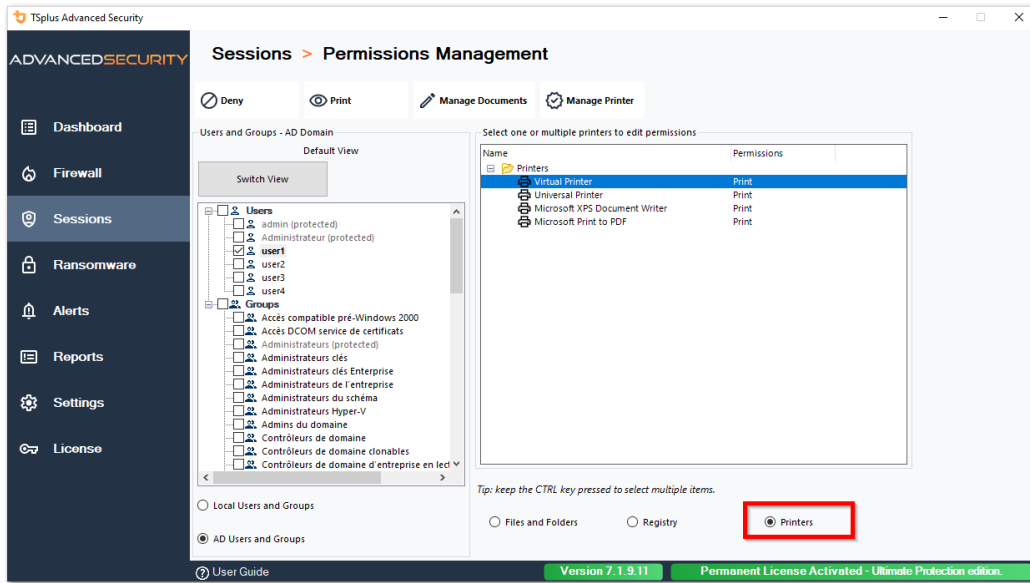 TSplus Advanced Security
ADVANCEDSECURITY
Dashboard
Firewall
Sessions
Ransomware
Alerts
Reports
Settings
License
Sessions > Permissions Management
Deny
Print
Manage Documents
Manage Printer
Users and Groups - AD Domain
Default View
Switch View
Users
admin (protected)
Administrateur (protected)
user1
user2
user3
user4
Groups
Accès compatible pré-Windows 2000
Accès DCOM service de certificats
Administrateurs (protected)
Administrateurs clés
Administrateurs clés Enterprise
Administrateurs de l'entreprise
Administrateurs du schéma
Administrateurs Hyper-V
Admins du domaine
Contrôleurs de domaine
Contrôleurs de domaine clonables
Contrôleurs de domaine d'entreprise en lect
Local Users and Groups
AD Users and Groups
Select one or multiple printers to edit permissions
Name Permissions
Printers
Virtual Printer Print
Universal Printer Print
Microsoft XPS Document Writer Print
Microsoft Print to PDF Print
Tip: keep the CTRL key pressed to select multiple items.
Files and Folders Registry Printers
User Guide
Version 7.1.9.11
Permanent License Activated - Ultimate Protection edition.